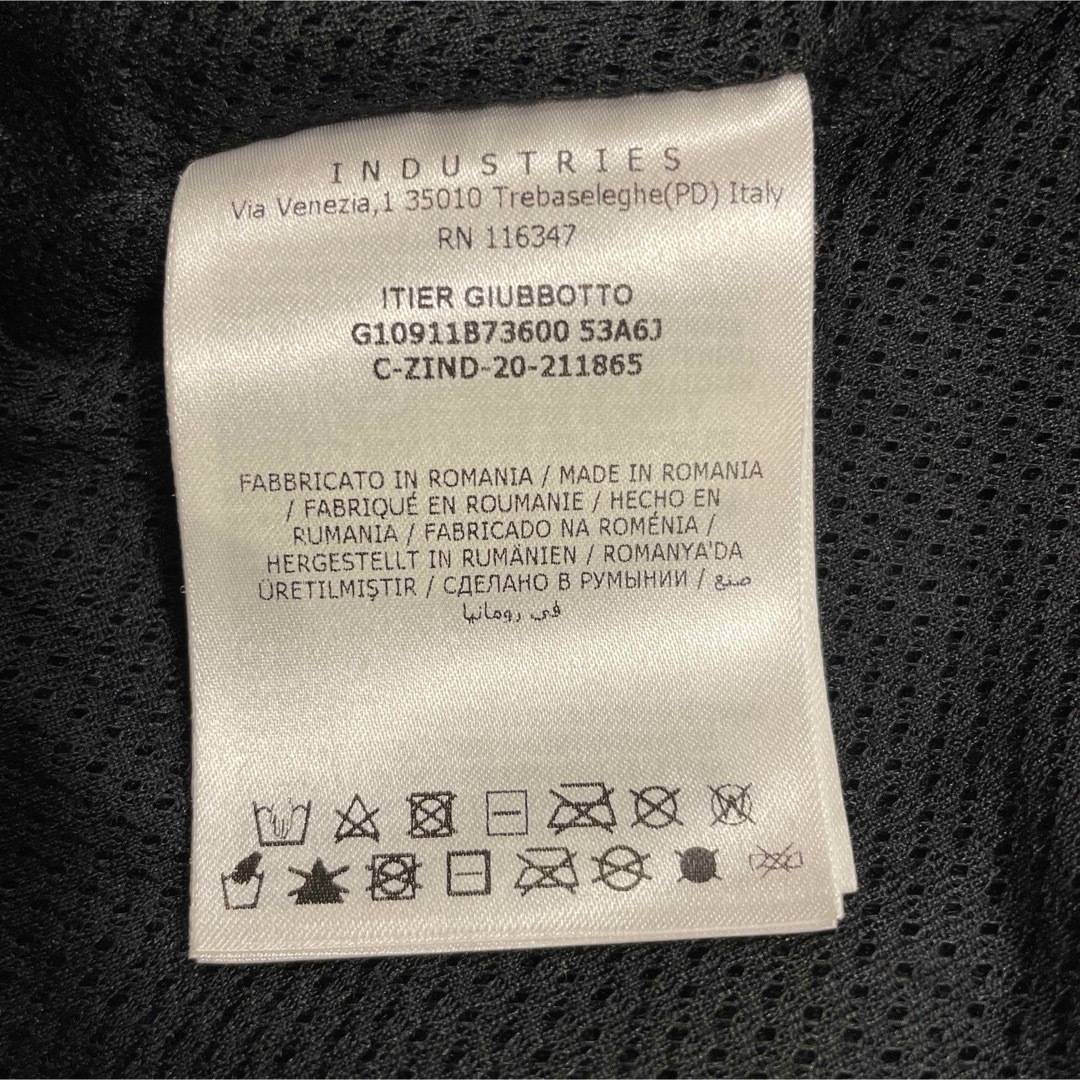 INDUSTRIES
Via Venezia,1 35010 Trebaseleghe(PD) Italy
RN 116347
ITIER GIUBBOTTO
G10911B73600 53A6J
C-ZIND-20-211865
FABBRICATO IN ROMANIA / MADE IN ROMANIA
/ FABRIQUÉ EN ROUMANIE / HECHO EN
RUMANIA / FABRICADO NA ROMÉNIA /
HERGESTELLT IN RUMÄNIEN / ROMANYA'DA
ÜRETILMIŞTIR / СДЕЛАНО В РУМЫНИИ / صنع
في رومانيا
W